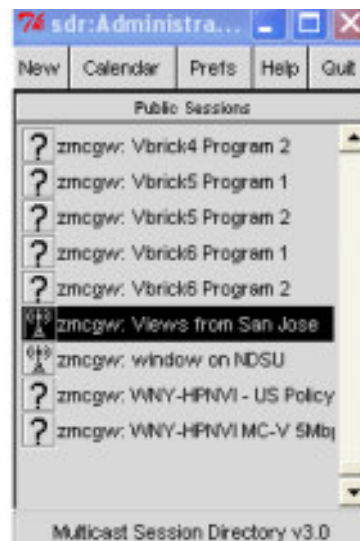 sdr:Administra...
New Calendar Prefs Help Quit
Public Sessions
? zmcgw: Vbrick4 Program 2
? zmcgw: Vbrick5 Program 1
? zmcgw: Vbrick5 Program 2
? zmcgw: Vbrick6 Program 1
? zmcgw: Vbrick6 Program 2
zmcgw: Views from San Jose
zmcgw: window on NDSU
? zmcgw: WNY-HPNVI - US Policy
? zmcgw: WNY-HPNVI MC-V 5Mb
Multicast Session Directory v3.0